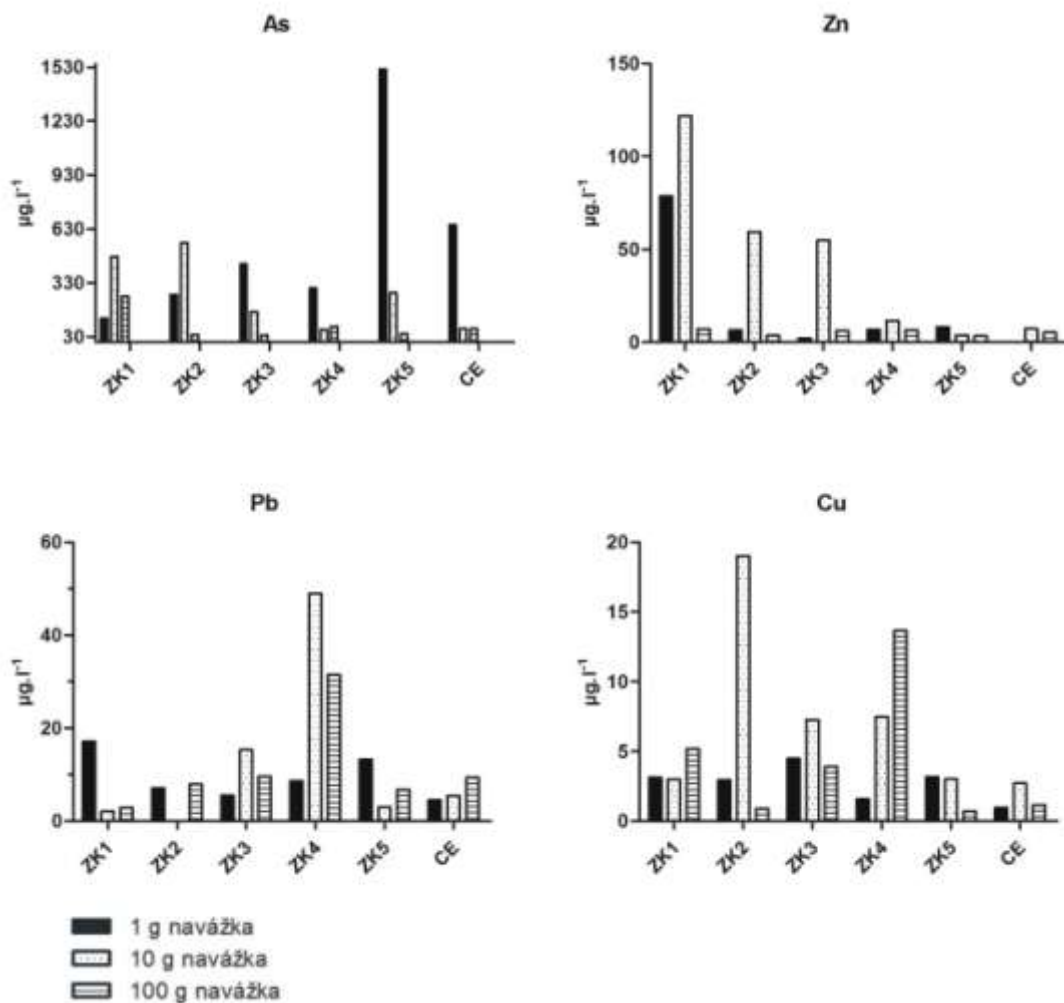 As
1530
1230
930
630
330
30
µg.l⁻¹
ZK1 ZK2 ZK3 ZK4 ZK5 CE
Zn
150
100
50
0
µg.l⁻¹
ZK1 ZK2 ZK3 ZK4 ZK5 CE
Pb
60
40
20
0
µg.l⁻¹
ZK1 ZK2 ZK3 ZK4 ZK5 CE
Cu
20
15
10
5
0
µg.l⁻¹
ZK1 ZK2 ZK3 ZK4 ZK5 CE
1 g navážka
10 g navážka
100 g navážka